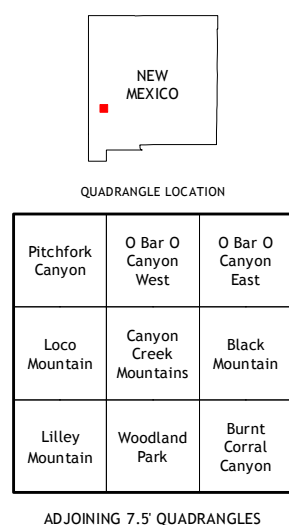 NEW
MEXICO
QUADRANGLE LOCATION
Pitchfork
Canyon
O Bar O
Canyon
West
O Bar O
Canyon
East
Loco
Mountain
Canyon
Creek
Mountains
Black
Mountain
Lilley
Mountain
Woodland
Park
Burnt
Corral
Canyon
ADJOINING 7.5' QUADRANGLES